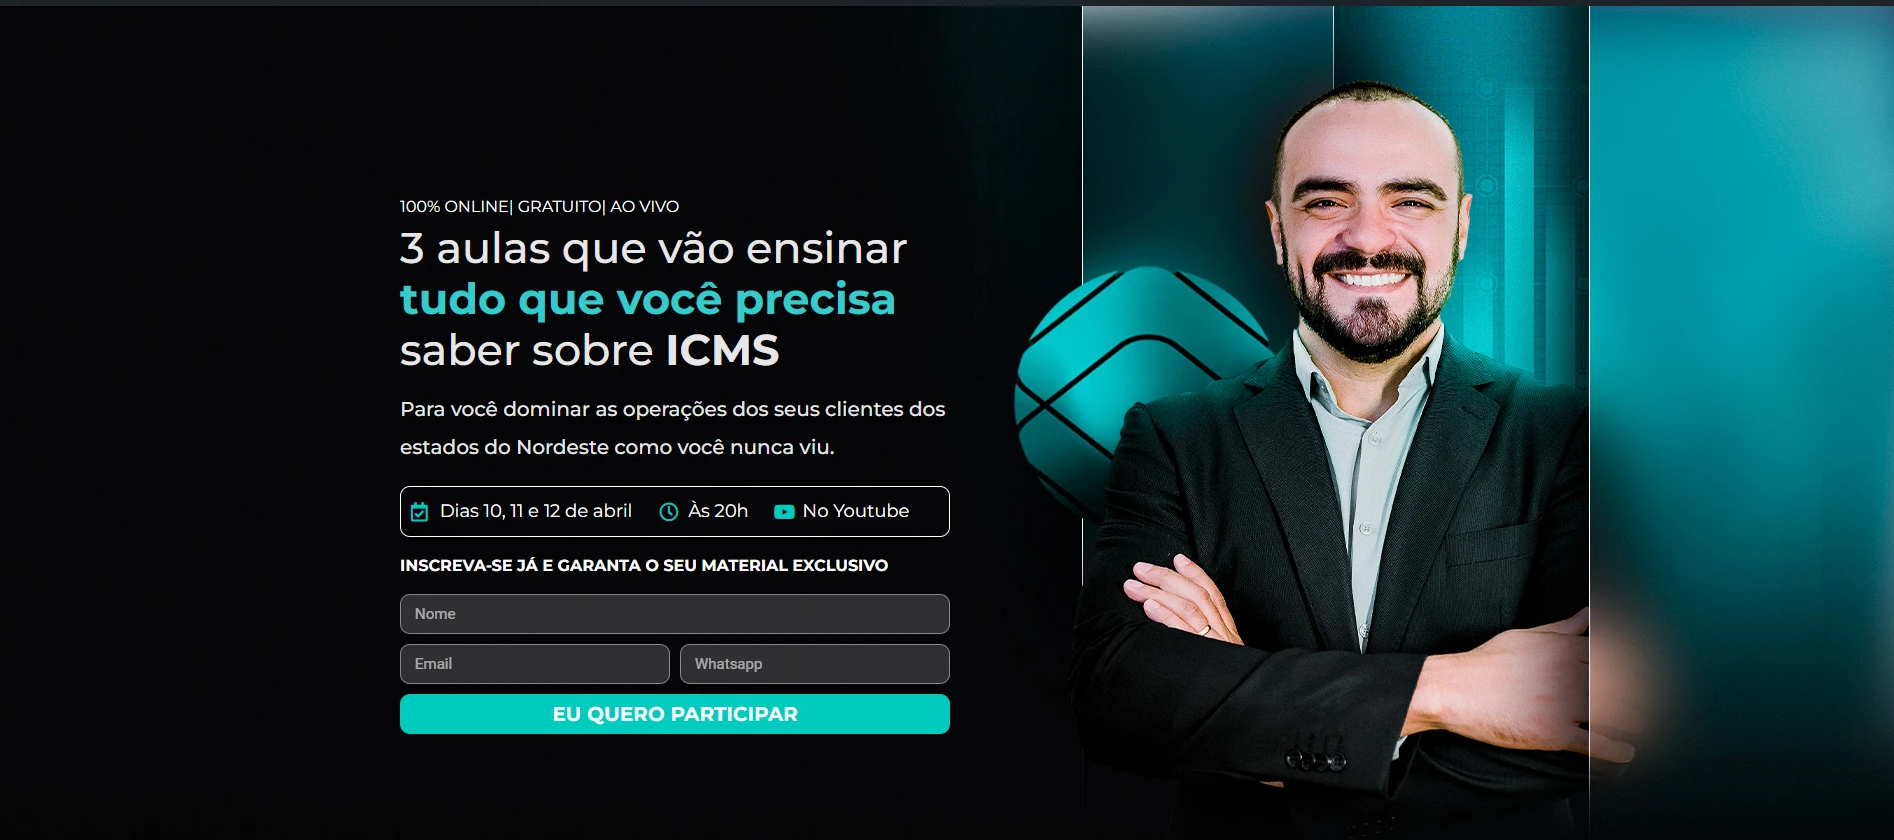 100% ONLINE| GRATUITO| AO VIVO
3 aulas que vão ensinar
tudo que você precisa
saber sobre ICMS
Para você dominar as operações dos seus clientes dos
estados do Nordeste como você nunca viu.
Dias 10, 11 e 12 de abril Às 20h No Youtube
INSCREVA-SE JÁ E GARANTA O SEU MATERIAL EXCLUSIVO
Nome
Email Whatsapp
EU QUERO PARTICIPAR